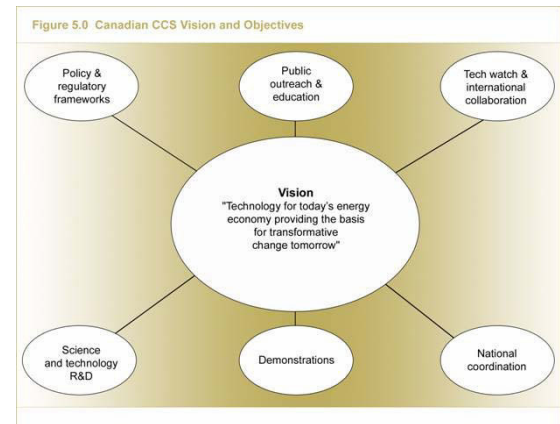 Figure 5.0 Canadian CCS Vision and Objectives
Policy &
regulatory
frameworks
Public
outreach &
education
Tech watch &
international
collaboration
Vision
"Technology for today's energy
economy providing the basis
for transformative
change tomorrow"
Science
and technology
R&D
Demonstrations
National
coordination